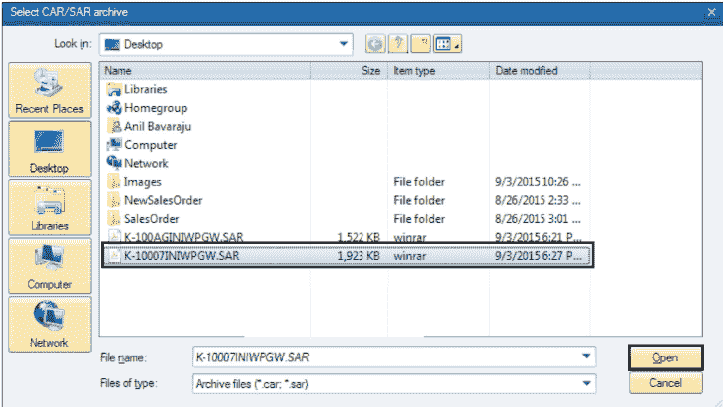 Select CAR/SAR archive
Look in: Desktop
Name Size Item type Date modified
Libraries
Homegroup
Anil Bavaraju
Computer
Network
Images File folder 9/3/2015 10:26 ...
NewSalesOrder File folder 8/26/2015 2:33 ...
SalesOrder File folder 8/26/2015 3:01 ...
K-100AGINIWPGW.SAR 1,522 KB winrar 9/3/2015 6:21 P...
K-10007INIWPGW.SAR 1,923 KB winrar 9/3/2015 6:27 P...
Recent Places
Desktop
Libraries
Computer
Network
File name: K-10007INIWPGW.SAR Open
Files of type: Archive files (*.car; *.sar) Cancel